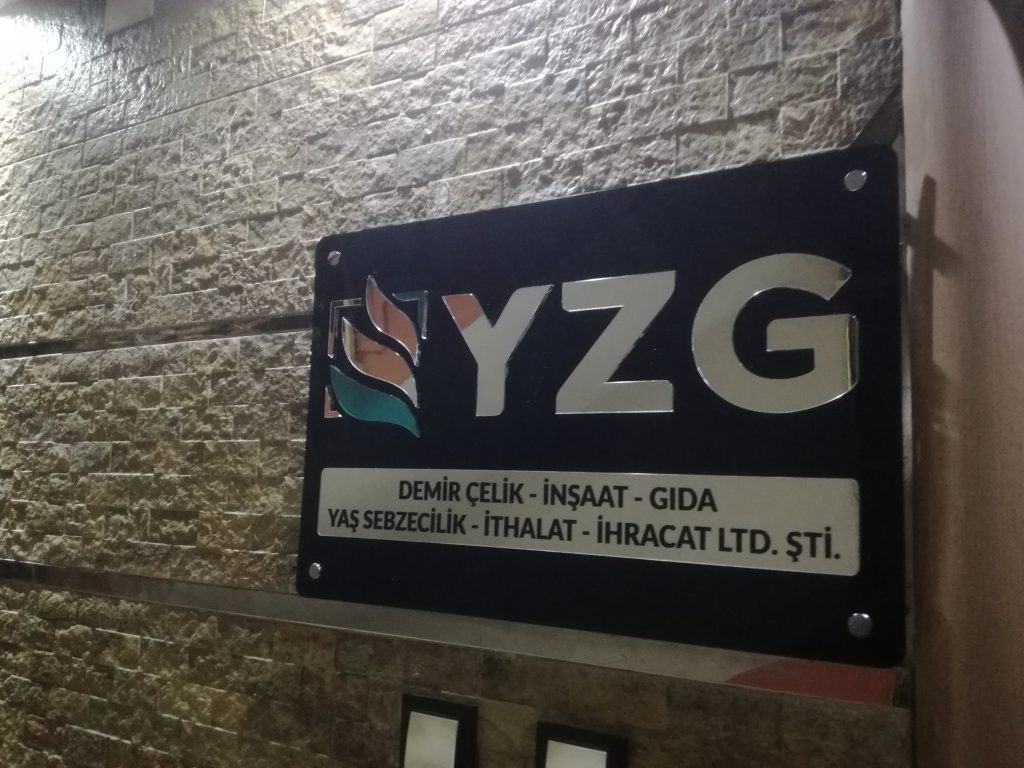 YZG
DEMİR ÇELİK - İNŞAAT - GIDA
YAŞ SEBZECİLİK - İTHALAT - İHRACAT LTD. ŞTİ.